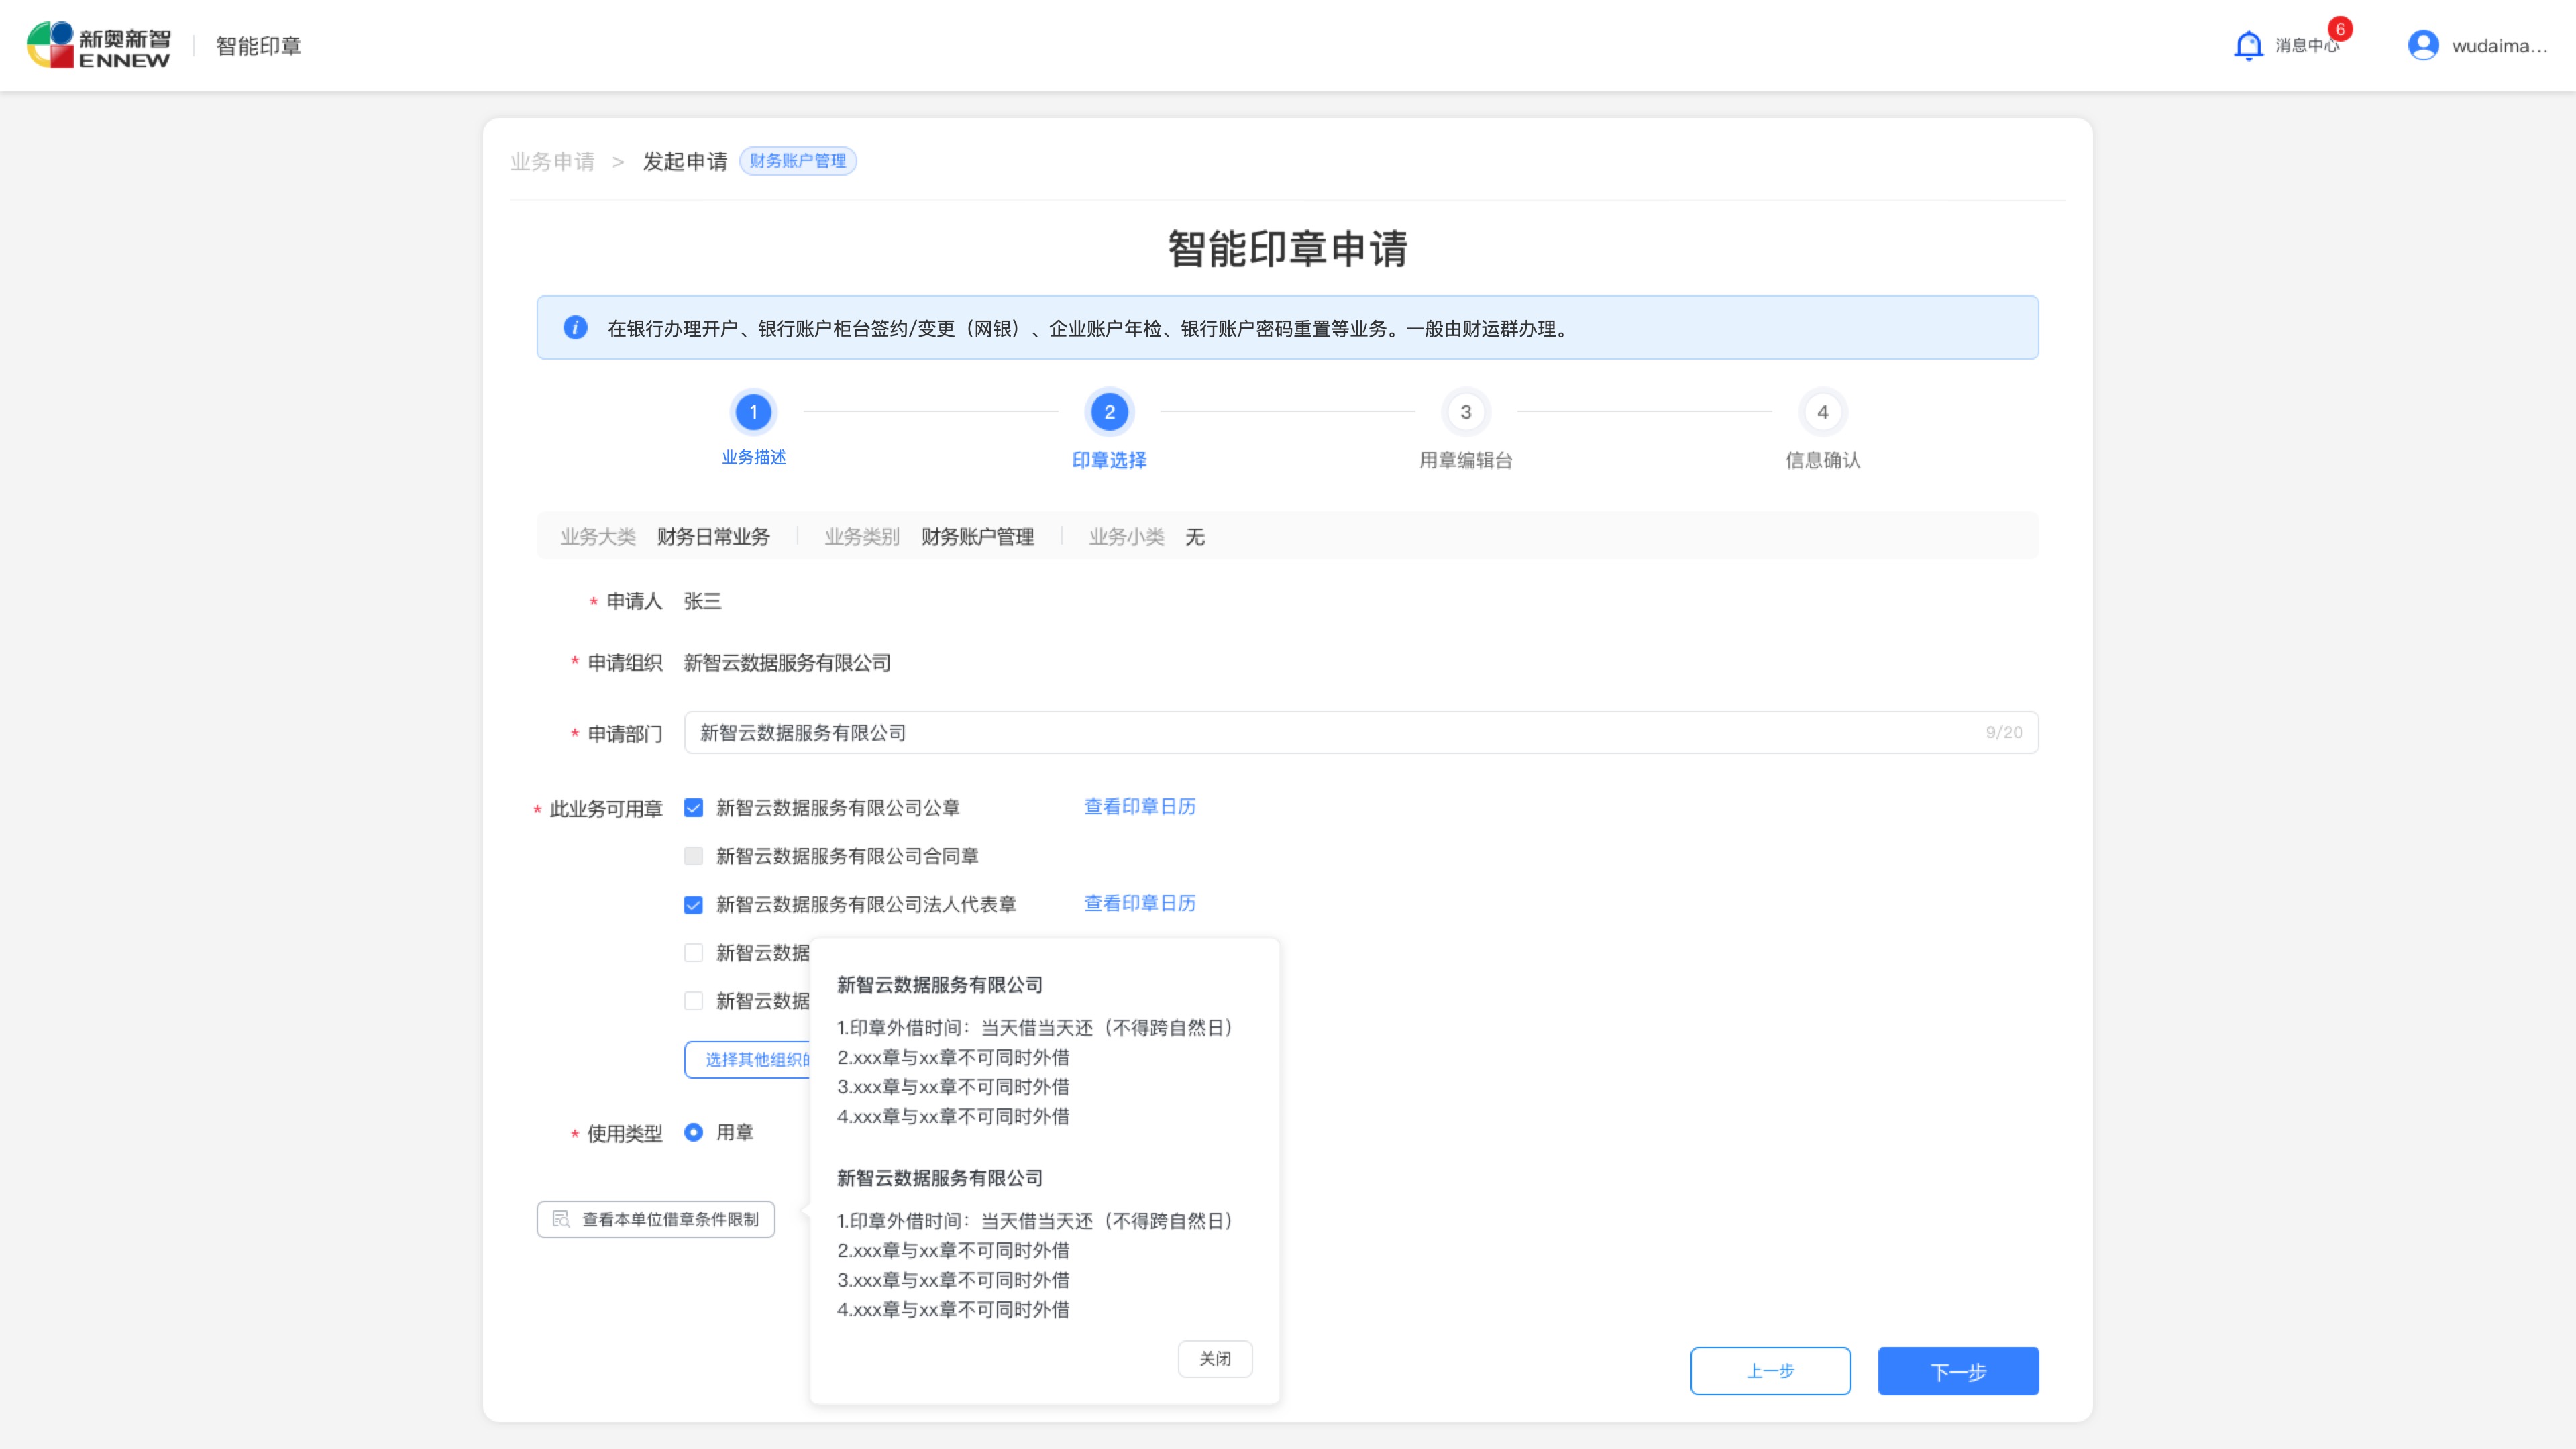 新奥新智
ENNEW
智能印章
消息中心
6
wudaima...
业务申请 > 发起申请 财务账户管理
智能印章申请
在银行办理开户、银行账户柜台签约/变更（网银）、企业账户年检、银行账户密码重置等业务。一般由财运群办理。
1 2 3 4
业务描述 印章选择 用章编辑台 信息确认
业务大类 财务日常业务 业务类别 财务账户管理 业务小类 无
* 申请人 张三
* 申请组织 新智云数据服务有限公司
* 申请部门 新智云数据服务有限公司 9/20
* 此业务可用章 新智云数据服务有限公司公章 查看印章日历
新智云数据服务有限公司合同章
新智云数据服务有限公司法人代表章 查看印章日历
新智云数据
新智云数据
选择其他组织
* 使用类型 用章
查看本单位借章条件限制
新智云数据服务有限公司
1.印章外借时间：当天借当天还（不得跨自然日）
2.xxx章与xx章不可同时外借
3.xxx章与xx章不可同时外借
4.xxx章与xx章不可同时外借
新智云数据服务有限公司
1.印章外借时间：当天借当天还（不得跨自然日）
2.xxx章与xx章不可同时外借
3.xxx章与xx章不可同时外借
4.xxx章与xx章不可同时外借
关闭
上一步
下一步